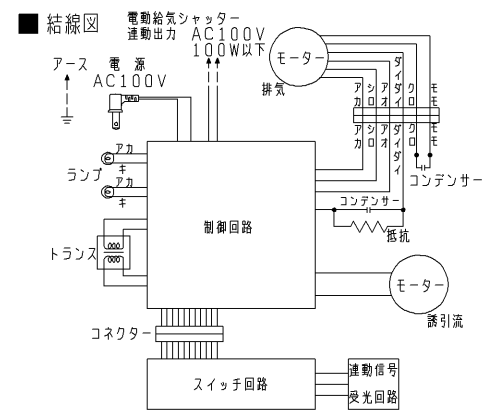 ■ 結線図
電動給気シャッター
連動出力 AC100V
100W以下
アース
電源
AC100V
モーター
排気
アカ シロ アオ ダイダイ クロ モモ
アカ シロ アオ ダイダイ クロ モモ
コンデンサー
アカ
ランプ
キ
アカ
キ
コンデンサー
制御回路
抵抗
トランス
モーター
誘引流
コネクター
スイッチ回路
連動信号
受光回路